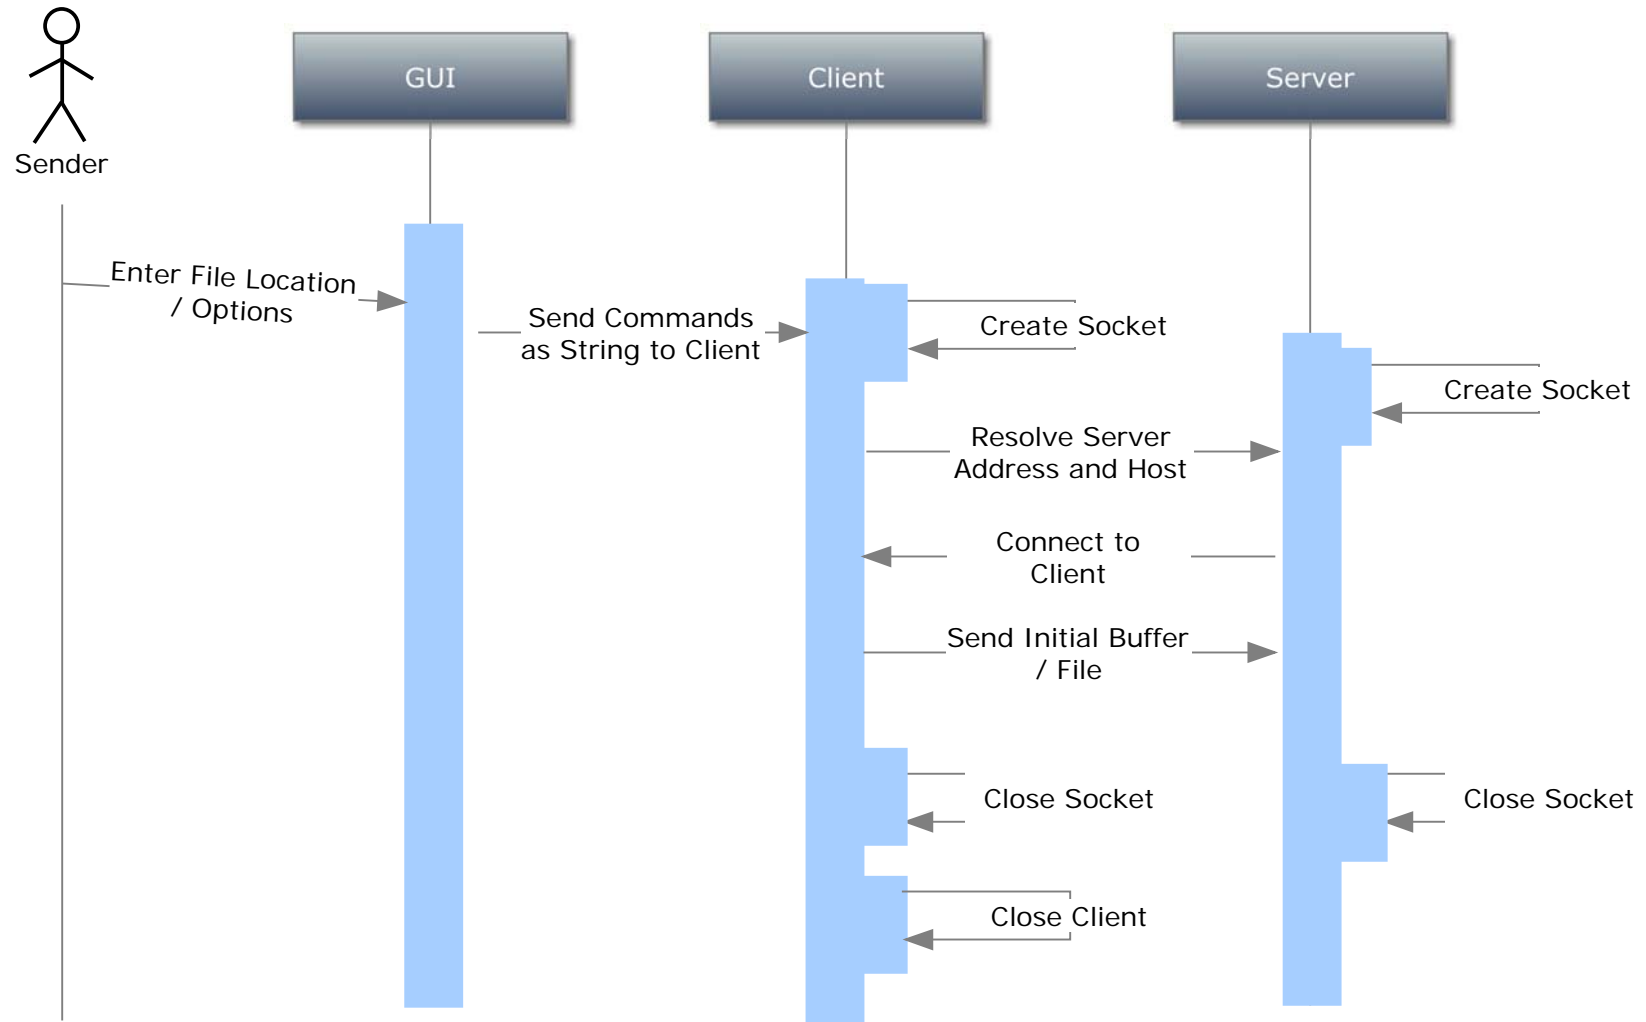 GUI
Client
Server
Sender
Enter File Location
/ Options
Send Commands
as String to Client
Create Socket
Create Socket
Resolve Server
Address and Host
Connect to
Client
Send Initial Buffer
/ File
Close Socket
Close Socket
Close Client